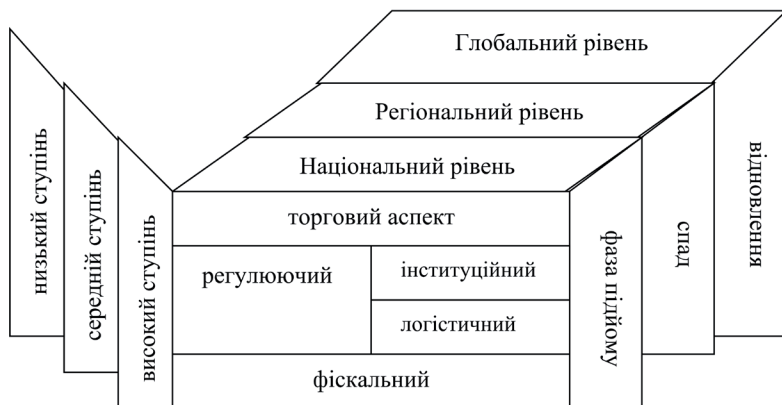 Глобальний рівень
Регіональний рівень
Національний рівень
торговий аспект
регулюючий
інституційний
логістичний
фіскальний
низький ступінь
середній ступінь
високий ступінь
фаза підйому
спад
відновлення